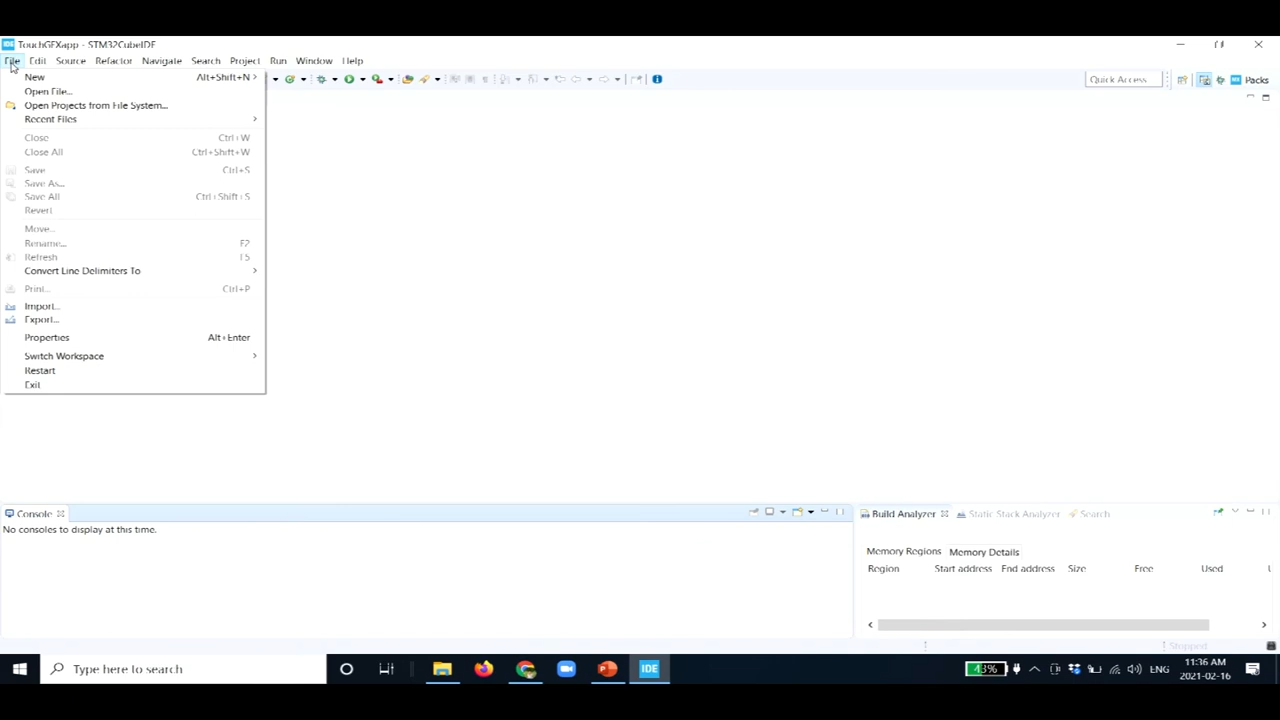 IDE TouchGFXapp - STM32CubeIDE
File Edit Source Refactor Navigate Search Project Run Window Help
New Alt+Shift+N >
Quick Access
Packs
Open File...
Open Projects from File System...
Recent Files >
Close Ctrl+W
Close All Ctrl+Shift+W
Save Ctrl+S
Save As...
Save All Ctrl+Shift+S
Revert
Move...
Rename... F2
Refresh F5
Convert Line Delimiters To >
Print... Ctrl+P
Import...
Export...
Properties Alt+Enter
Switch Workspace >
Restart
Exit
Console
No consoles to display at this time.
Build Analyzer Static Stack Analyzer Search
Memory Regions Memory Details
Region Start address End address Size Free Used
Stopped
Type here to search
IDE
43%
ENG
11:36 AM
2021-02-16